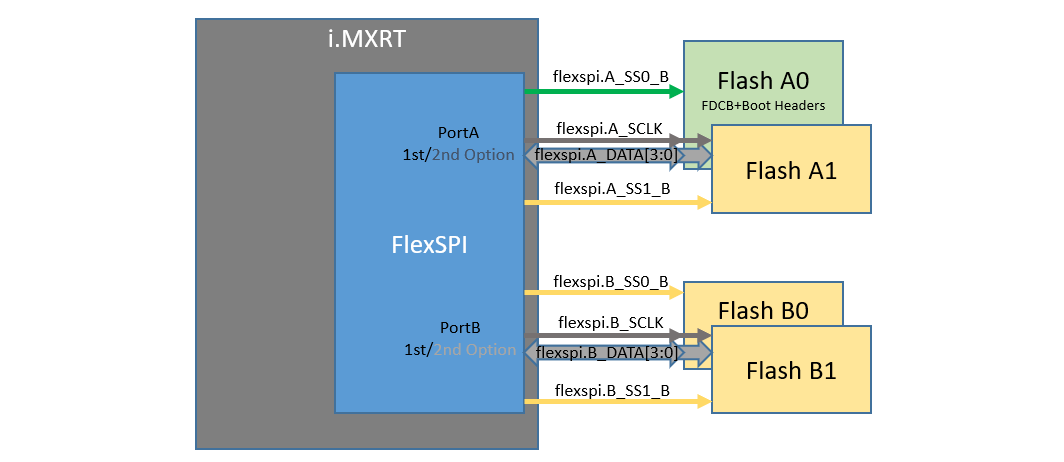 i.MXRT
flexspi.A_SS0_B
Flash A0
FDCB+Boot Headers
PortA
1st/2nd Option
flexspi.A_SCLK
flexspi.A_DATA[3:0]
Flash A1
flexspi.A_SS1_B
FlexSPI
flexspi.B_SS0_B
Flash B0
PortB
1st/2nd Option
flexspi.B_SCLK
flexspi.B_DATA[3:0]
Flash B1
flexspi.B_SS1_B